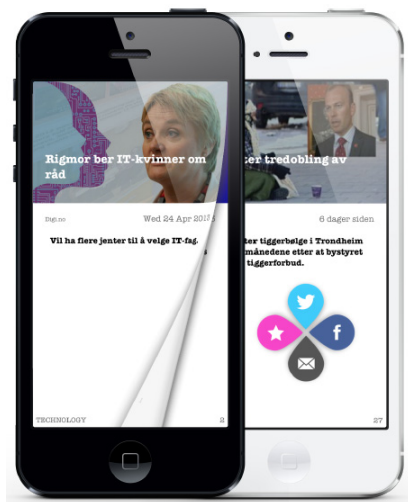 Rigmor ber IT-kvinner om
råd
Digi.no
Wed 24 Apr 2013
Vil ha flere jenter til å velge IT-fag.
TECHNOLOGY
2
ter tredobling av
6 dager siden
ter tiggerbølge i Trondheim
månedene etter at bystyret
tiggerforbud.
f
27